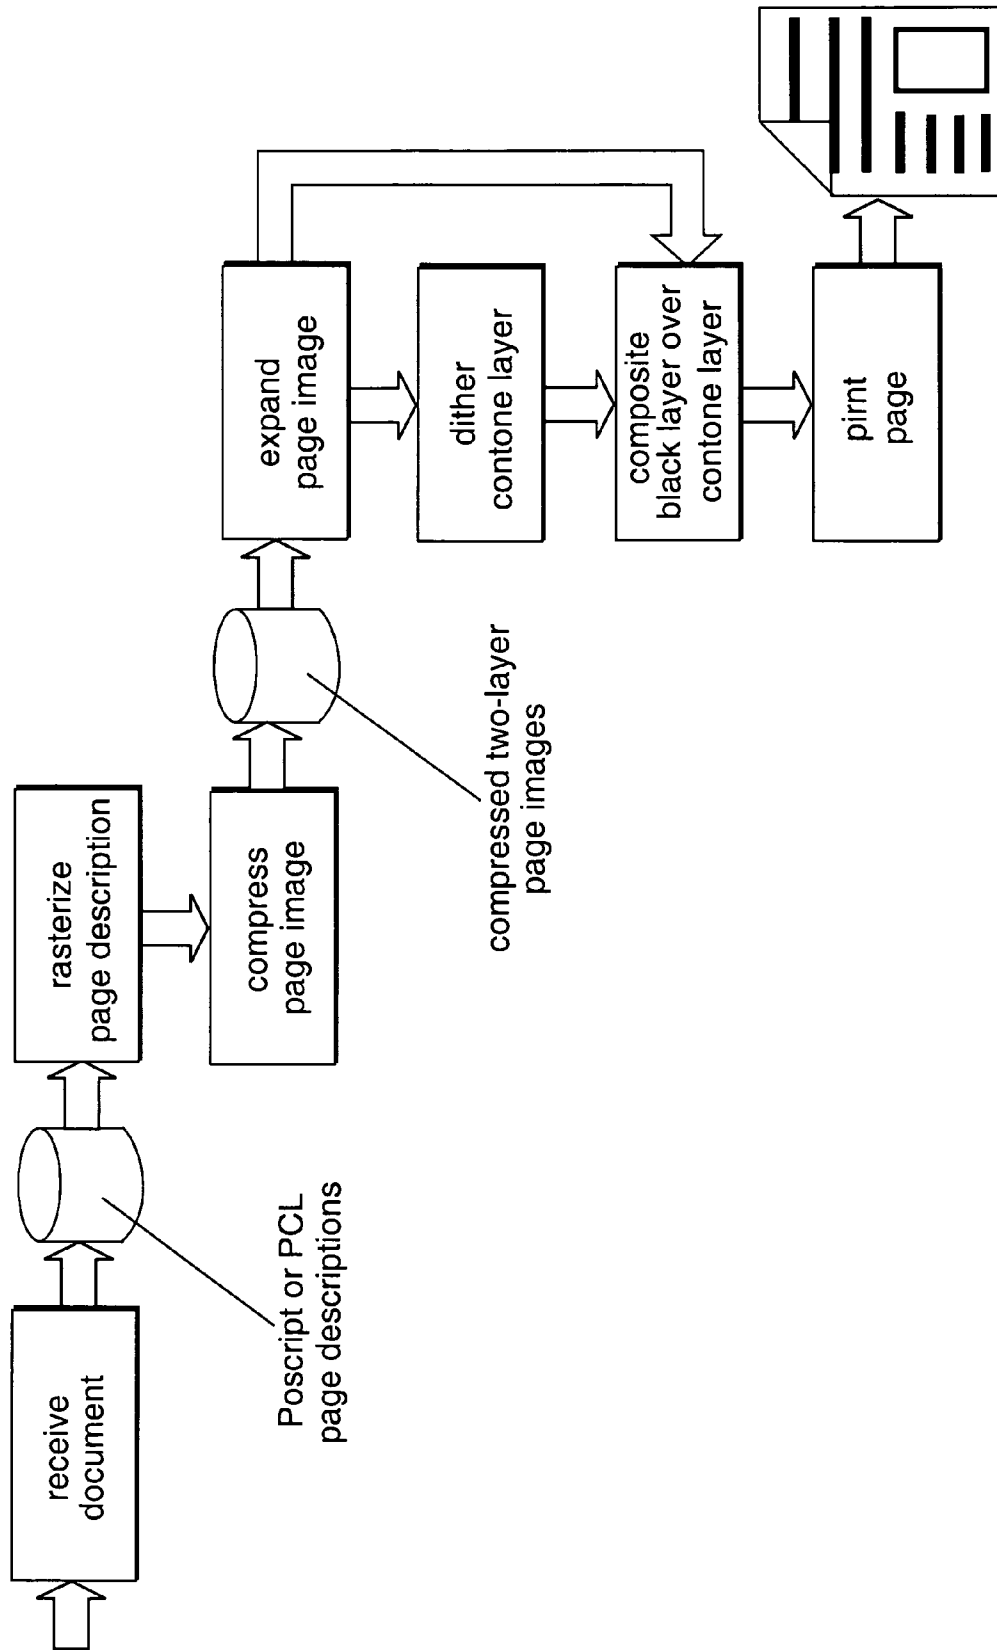 receive
document
Poscript or PCL
page descriptions
rasterize
page description
compress
page image
compressed two-layer
page images
expand
page image
dither
contone layer
composite
black layer over
contone layer
pirnt
page